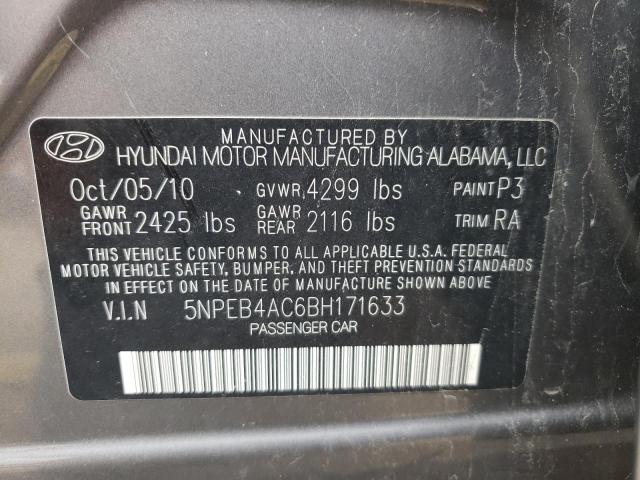 MANUFACTURED BY
HYUNDAI MOTOR MANUFACTURING ALABAMA, LLC
Oct/05/10 GVWR 4299 lbs PAINT P3
GAWR FRONT 2425 lbs GAWR REAR 2116 lbs TRIM RA
THIS VEHICLE CONFORMS TO ALL APPLICABLE U.S.A. FEDERAL
MOTOR VEHICLE SAFETY, BUMPER, AND THEFT PREVENTION STANDARDS
IN EFFECT ON THE DATE OF MANUFACTURE SHOWN ABOVE.
V.I.N 5NPEB4AC6BH171633
PASSENGER CAR